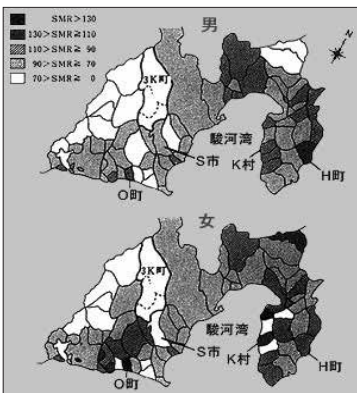 SMR>130
130>SMR≧110
110>SMR≧ 90
90>SMR≧ 70
70>SMR≧ 0
男
3K町
駿河湾
S市
K村
O町
H町
女
3K町
駿河湾
S市
K村
O町
H町